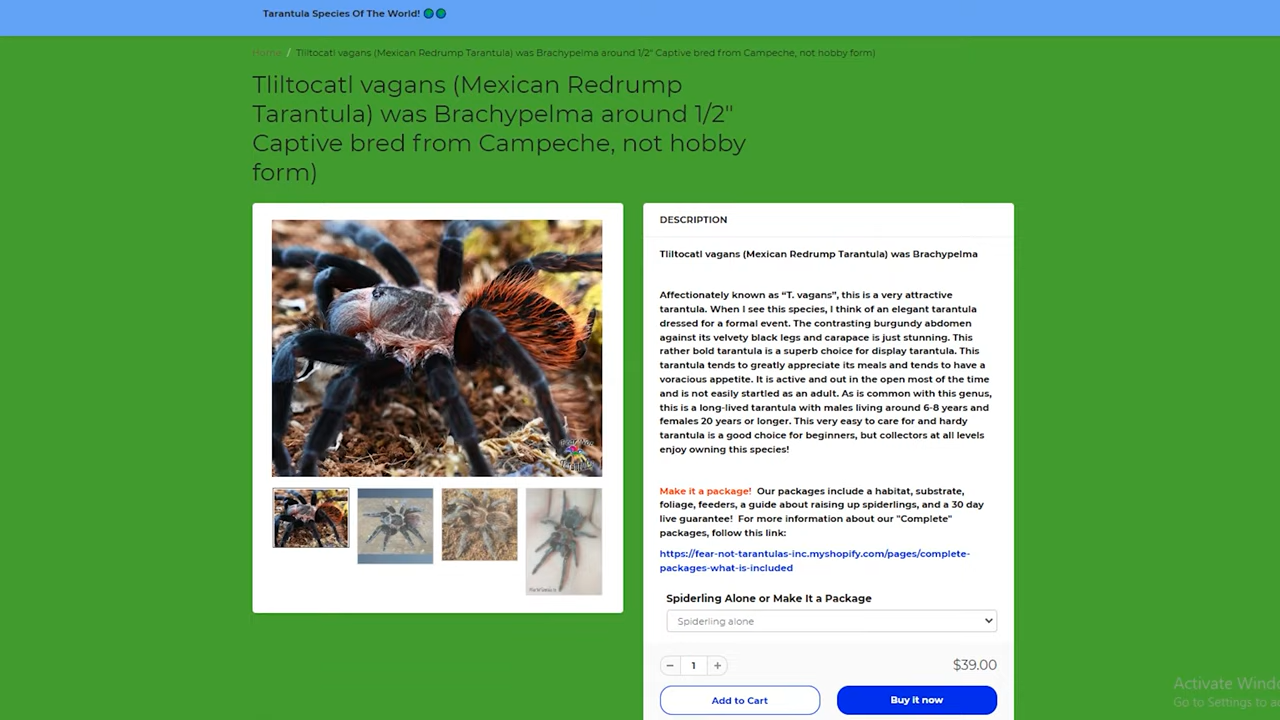 Tarantula Species Of The World!
Home / Tliltocatl vagans (Mexican Redrump Tarantula) was Brachypelma around 1/2" Captive bred from Campeche, not hobby form)
Tliltocatl vagans (Mexican Redrump
Tarantula) was Brachypelma around 1/2"
Captive bred from Campeche, not hobby
form)
DESCRIPTION
Tliltocatl vagans (Mexican Redrump Tarantula) was Brachypelma
Affectionately known as “T. vagans”, this is a very attractive
tarantula. When I see this species, I think of an elegant tarantula
dressed for a formal event. The contrasting burgundy abdomen
against its velvety black legs and carapace is just stunning. This
rather bold tarantula is a superb choice for display tarantula. This
tarantula tends to greatly appreciate its meals and tends to have a
voracious appetite. It is active and out in the open most of the time
and is not easily startled as an adult. As is common with this genus,
this is a long-lived tarantula with males living around 6-8 years and
females 20 years or longer. This very easy to care for and hardy
tarantula is a good choice for beginners, but collectors at all levels
enjoy owning this species!
Make it a package! Our packages include a habitat, substrate,
foliage, feeders, a guide about raising up spiderlings, and a 30 day
live guarantee! For more information about our "Complete"
packages, follow this link:
https://fear-not-tarantulas-inc.myshopify.com/pages/complete-
packages-what-is-included
Spiderling Alone or Make It a Package
Spiderling alone
− 1 + $39.00
Add to Cart Buy it now
Activate Windo
Go to Settings to a